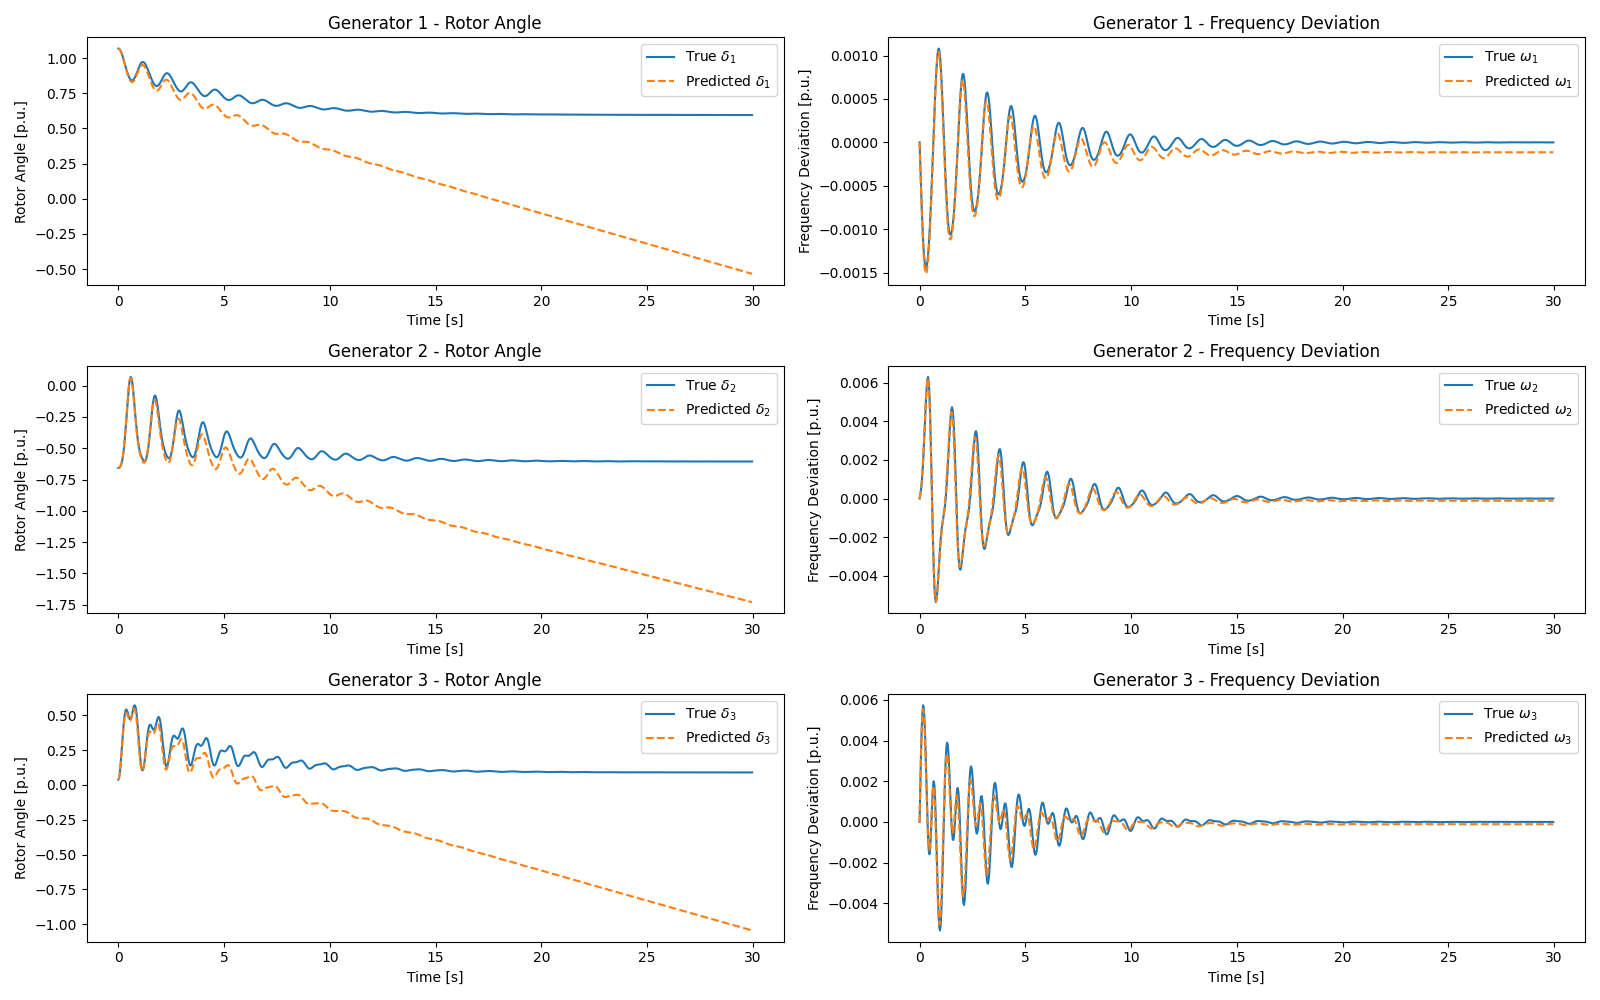 Generator 1 - Rotor Angle
Rotor Angle [p.u.]
1.00
0.75
0.50
0.25
0.00
−0.25
−0.50
True δ1
Predicted δ1
0 5 10 15 20 25 30
Time [s]
Generator 1 - Frequency Deviation
Frequency Deviation [p.u.]
0.0010
0.0005
0.0000
−0.0005
−0.0010
−0.0015
True ω1
Predicted ω1
0 5 10 15 20 25 30
Time [s]
Generator 2 - Rotor Angle
Rotor Angle [p.u.]
0.00
−0.25
−0.50
−0.75
−1.00
−1.25
−1.50
−1.75
True δ2
Predicted δ2
0 5 10 15 20 25 30
Time [s]
Generator 2 - Frequency Deviation
Frequency Deviation [p.u.]
0.006
0.004
0.002
0.000
−0.002
−0.004
True ω2
Predicted ω2
0 5 10 15 20 25 30
Time [s]
Generator 3 - Rotor Angle
Rotor Angle [p.u.]
0.50
0.25
0.00
−0.25
−0.50
−0.75
−1.00
True δ3
Predicted δ3
0 5 10 15 20 25 30
Time [s]
Generator 3 - Frequency Deviation
Frequency Deviation [p.u.]
0.006
0.004
0.002
0.000
−0.002
−0.004
True ω3
Predicted ω3
0 5 10 15 20 25 30
Time [s]